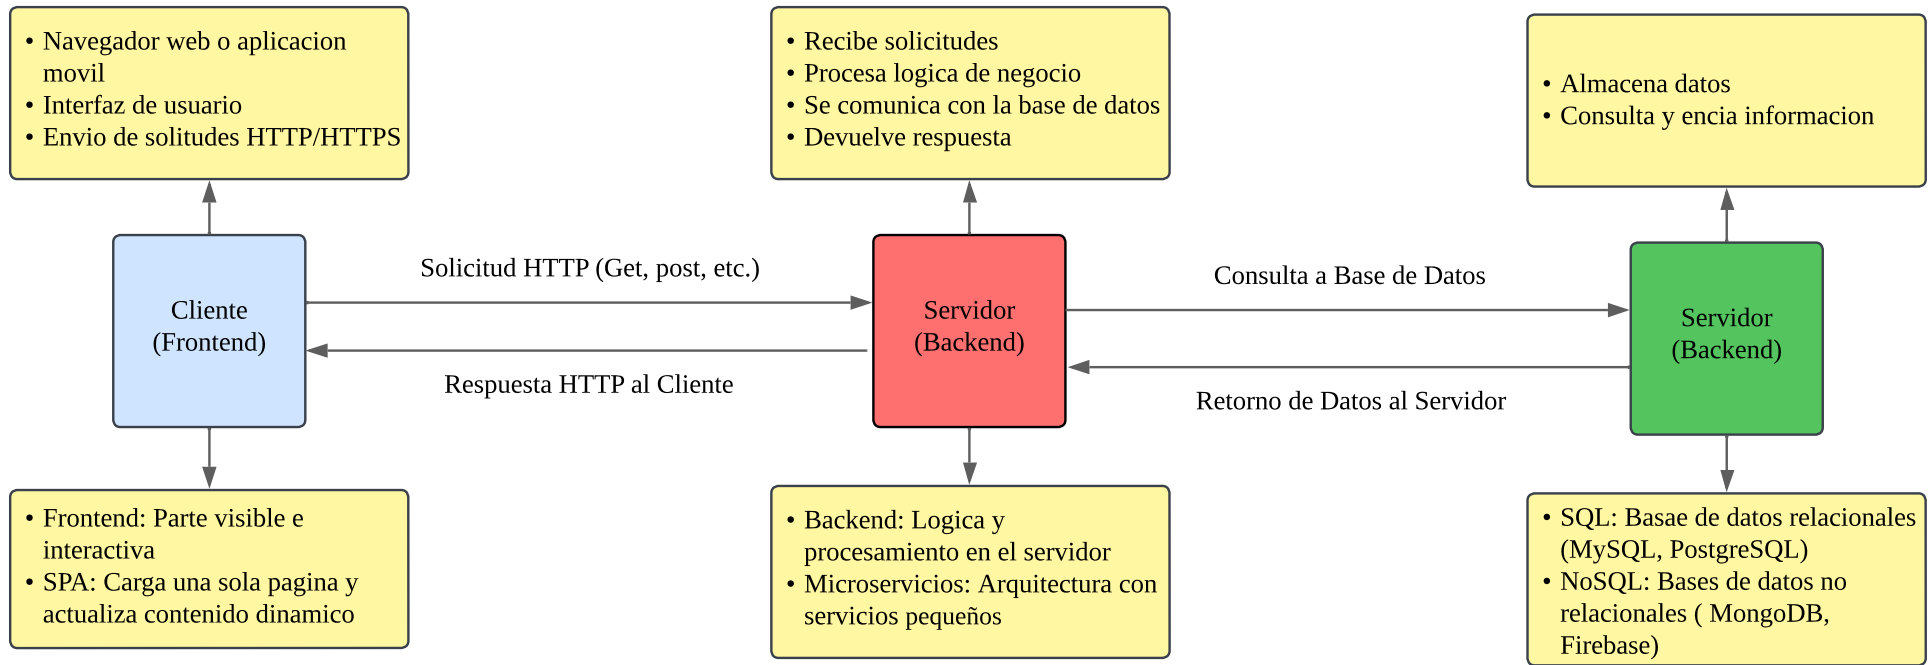 • Navegador web o aplicacion
movil
• Interfaz de usuario
• Envio de solitudes HTTP/HTTPS
• Recibe solicitudes
• Procesa logica de negocio
• Se comunica con la base de datos
• Devuelve respuesta
• Almacena datos
• Consulta y encia informacion
Cliente
(Frontend)
Solicitud HTTP (Get, post, etc.)
Respuesta HTTP al Cliente
Servidor
(Backend)
Consulta a Base de Datos
Retorno de Datos al Servidor
Servidor
(Backend)
• Frontend: Parte visible e
interactiva
• SPA: Carga una sola pagina y
actualiza contenido dinamico
• Backend: Logica y
procesamiento en el servidor
• Microservicios: Arquitectura con
servicios pequeños
• SQL: Basae de datos relacionales
(MySQL, PostgreSQL)
• NoSQL: Bases de datos no
relacionales ( MongoDB,
Firebase)